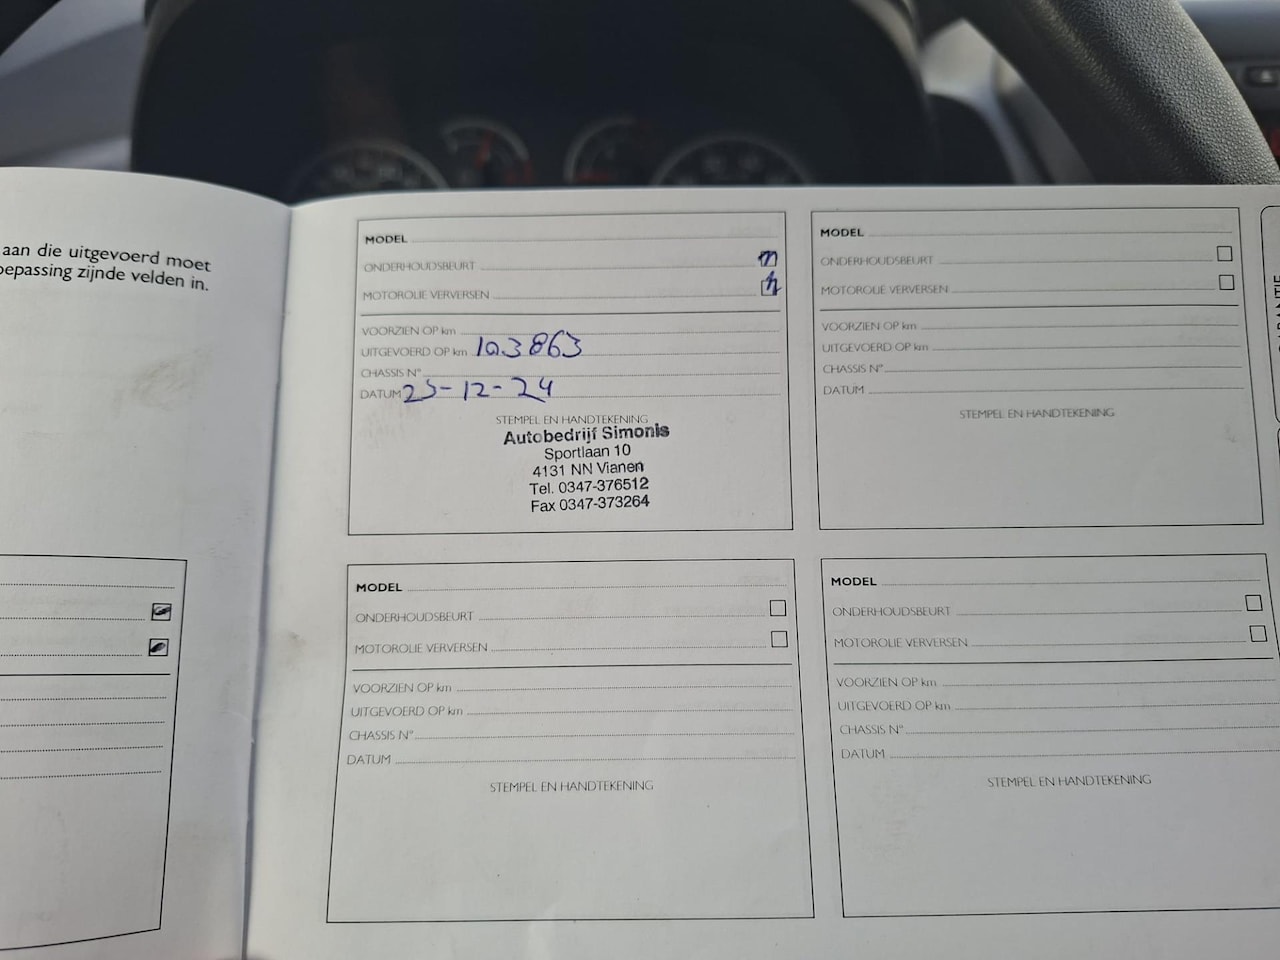 aan die uitgevoerd moet
epassing zijnde velden in.
MODEL
ONDERHOUDSBEURT
MOTOROLIE VERVERSEN
VOORZIEN OP km
UITGEVOERD OP km 103863
CHASSIS N°
DATUM 23-12-24
STEMPEL EN HANDTEKENING
Autobedrijf Simonis
Sportlaan 10
4131 NN Vianen
Tel. 0347-376512
Fax 0347-373264
MODEL
ONDERHOUDSBEURT
MOTOROLIE VERVERSEN
VOORZIEN OP km
UITGEVOERD OP km
CHASSIS N°
DATUM
STEMPEL EN HANDTEKENING
MODEL
ONDERHOUDSBEURT
MOTOROLIE VERVERSEN
VOORZIEN OP km
UITGEVOERD OP km
CHASSIS N°
DATUM
STEMPEL EN HANDTEKENING
MODEL
ONDERHOUDSBEURT
MOTOROLIE VERVERSEN
VOORZIEN OP km
UITGEVOERD OP km
CHASSIS N°
DATUM
STEMPEL EN HANDTEKENING